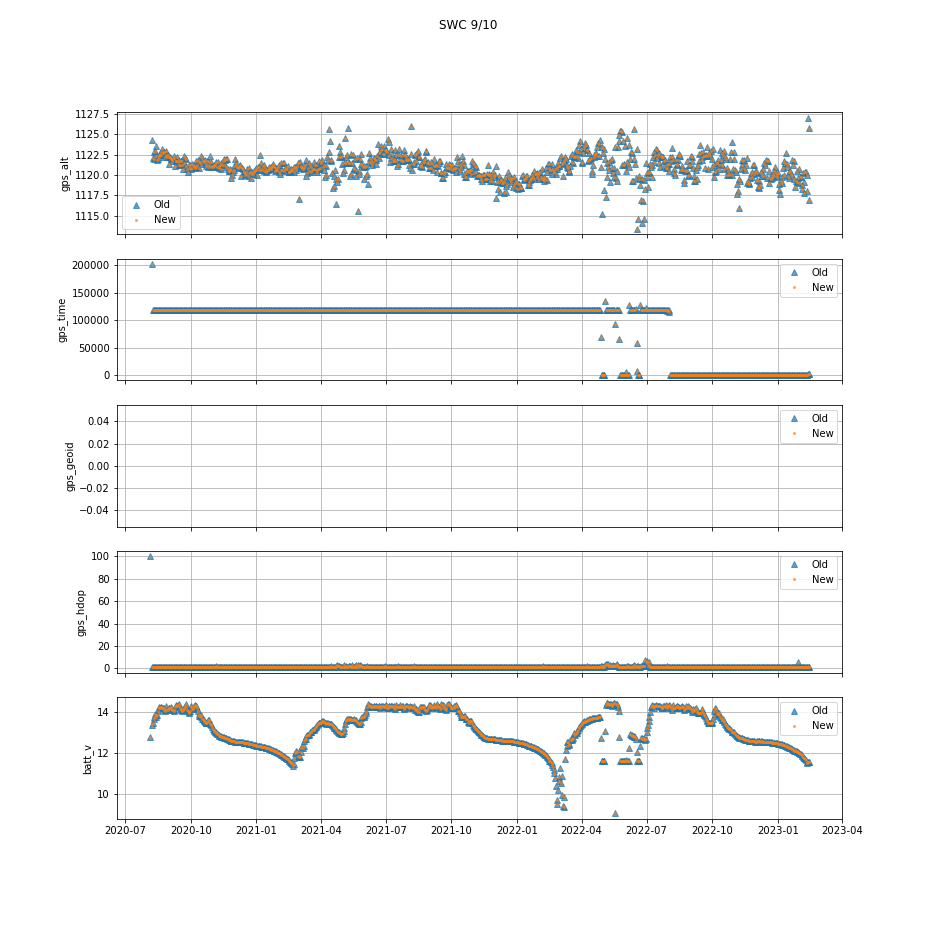 SWC 9/10
gps_alt
1127.5
1125.0
1122.5
1120.0
1117.5
1115.0
Old
New
gps_time
200000
150000
100000
50000
0
Old
New
gps_geoid
0.04
0.02
0.00
−0.02
−0.04
Old
New
gps_hdop
100
80
60
40
20
0
Old
New
batt_v
14
12
10
Old
New
2020-07 2020-10 2021-01 2021-04 2021-07 2021-10 2022-01 2022-04 2022-07 2022-10 2023-01 2023-04